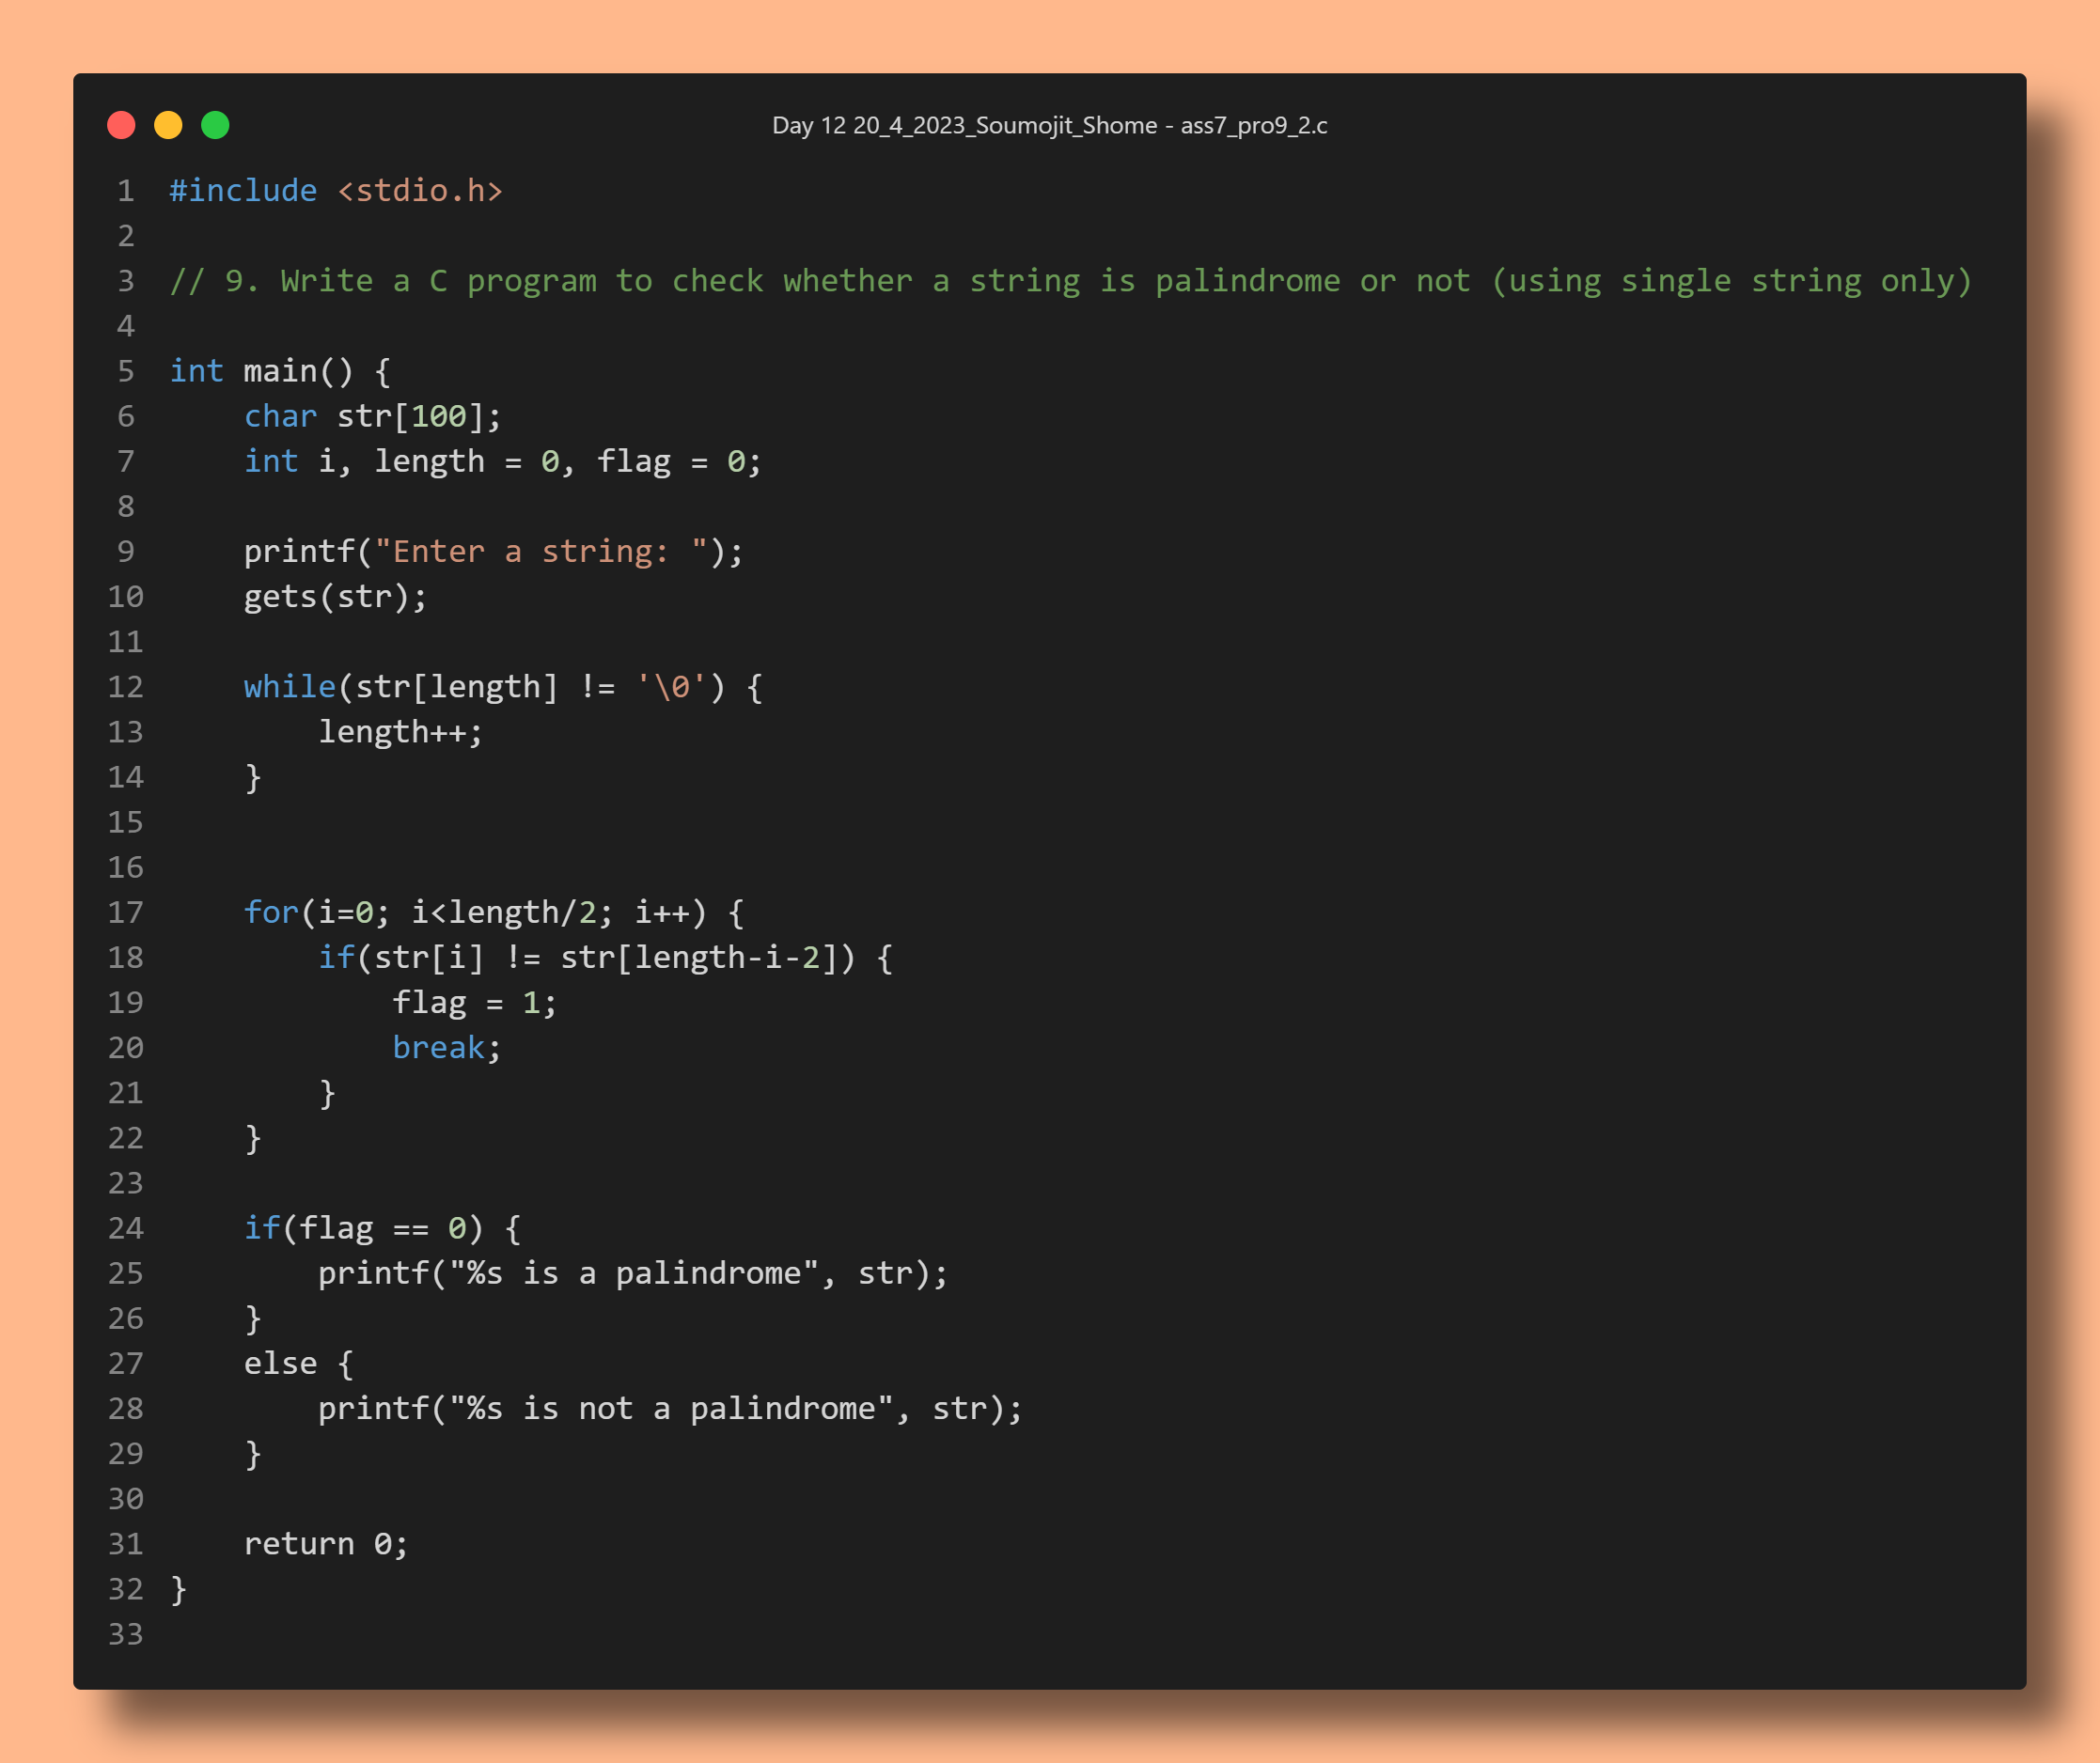 Day 12 20_4_2023_Soumojit_Shome - ass7_pro9_2.c
1 #include <stdio.h>
2
3 // 9. Write a C program to check whether a string is palindrome or not (using single string only)
4
5 int main() {
6     char str[100];
7     int i, length = 0, flag = 0;
8
9     printf("Enter a string: ");
10     gets(str);
11
12     while(str[length] != '\0') {
13         length++;
14     }
15
16
17     for(i=0; i<length/2; i++) {
18         if(str[i] != str[length-i-2]) {
19             flag = 1;
20             break;
21         }
22     }
23
24     if(flag == 0) {
25         printf("%s is a palindrome", str);
26     }
27     else {
28         printf("%s is not a palindrome", str);
29     }
30
31     return 0;
32 }
33